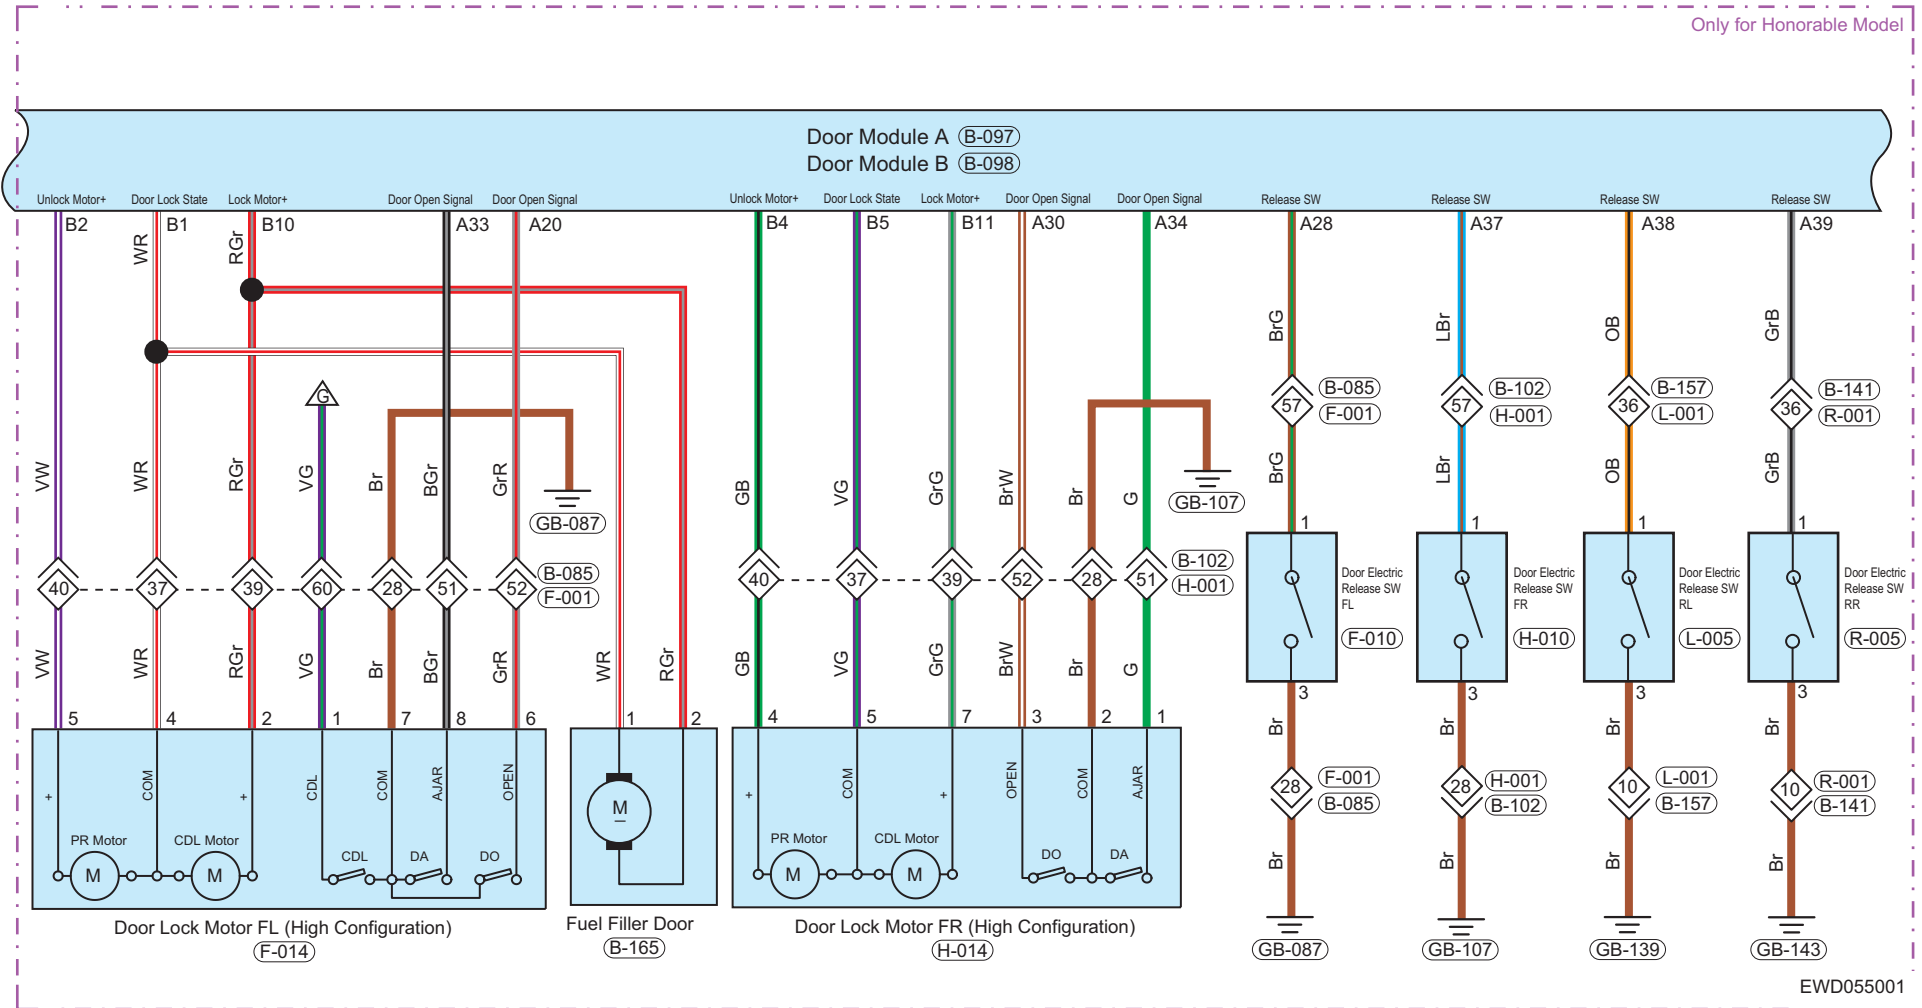 Only for Honorable Model
Door Module A B-097
Door Module B B-098
Unlock Motor+ Door Lock State Lock Motor+ Door Open Signal Door Open Signal Unlock Motor+ Door Lock State Lock Motor+ Door Open Signal Door Open Signal Release SW Release SW Release SW Release SW
B2 B1 B10 A33 A20 B4 B5 B11 A30 A34 A28 A37 A38 A39
WR RGr
BrG LBr OB GrB
G
B-085 B-102 B-157 B-141
57 57 36 36
F-001 H-001 L-001 R-001
VW WR RGr VG Br BGr GrR GB VG GrG BrW Br G BrG LBr OB GrB
GB-087 GB-107
1 1 1 1
40 37 39 60 28 51 52 B-085
F-001
40 37 39 52 28 51 B-102
H-001
Door Electric Door Electric Door Electric Door Electric
Release SW Release SW Release SW Release SW
FL FR RL RR
F-010 H-010 L-005 R-005
VW WR RGr VG Br BGr GrR WR RGr GB VG GrG BrW Br G
3 3 3 3
5 4 2 1 7 8 6 1 2 4 5 7 3 2 1
Br Br Br Br
+ COM + CDL COM AJAR OPEN + COM + OPEN COM AJAR
28 28 10 10
F-001 H-001 L-001 R-001
B-085 B-102 B-157 B-141
M
PR Motor CDL Motor PR Motor CDL Motor
CDL DA DO DO DA
M M M M
Br Br Br Br
Door Lock Motor FL (High Configuration) Fuel Filler Door Door Lock Motor FR (High Configuration)
F-014 B-165 H-014
GB-087 GB-107 GB-139 GB-143
EWD055001